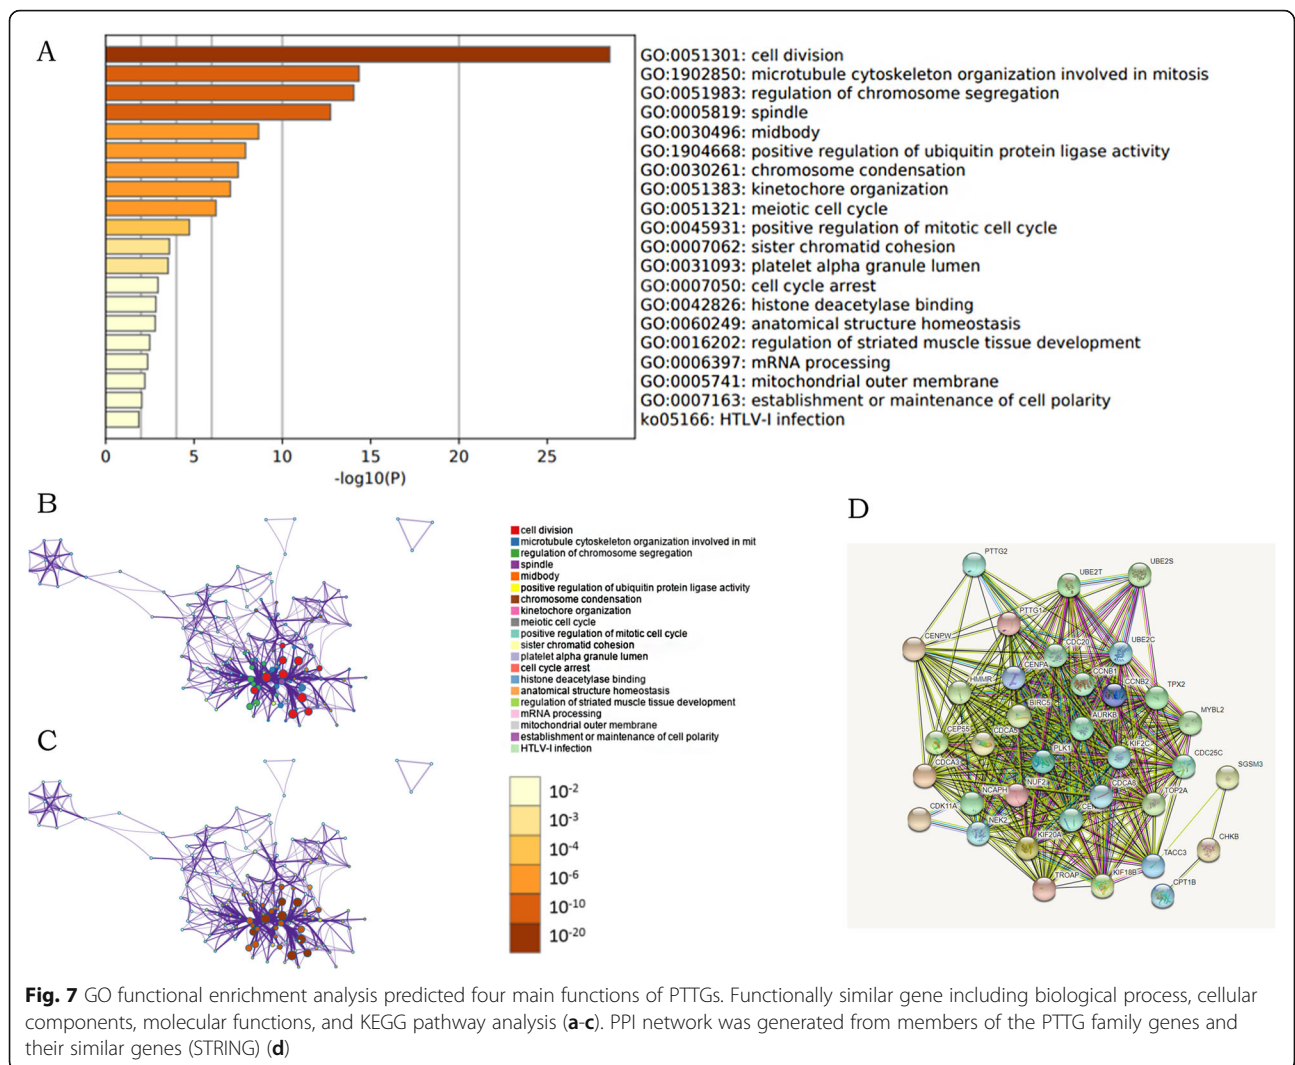 A
GO:0051301: cell division
GO:1902850: microtubule cytoskeleton organization involved in mitosis
GO:0051983: regulation of chromosome segregation
GO:0005819: spindle
GO:0030496: midbody
GO:1904668: positive regulation of ubiquitin protein ligase activity
GO:0030261: chromosome condensation
GO:0051383: kinetochore organization
GO:0051321: meiotic cell cycle
GO:0045931: positive regulation of mitotic cell cycle
GO:0007062: sister chromatid cohesion
GO:0031093: platelet alpha granule lumen
GO:0007050: cell cycle arrest
GO:0042826: histone deacetylase binding
GO:0060249: anatomical structure homeostasis
GO:0016202: regulation of striated muscle tissue development
GO:0006397: mRNA processing
GO:0005741: mitochondrial outer membrane
GO:0007163: establishment or maintenance of cell polarity
ko05166: HTLV-I infection
0 5 10 15 20 25
-log10(P)
B
cell division
microtubule cytoskeleton organization involved in mit
regulation of chromosome segregation
spindle
midbody
positive regulation of ubiquitin protein ligase activity
chromosome condensation
kinetochore organization
meiotic cell cycle
positive regulation of mitotic cell cycle
sister chromatid cohesion
platelet alpha granule lumen
cell cycle arrest
histone deacetylase binding
anatomical structure homeostasis
regulation of striated muscle tissue development
mRNA processing
mitochondrial outer membrane
establishment or maintenance of cell polarity
HTLV-I infection
C
10-2
10-3
10-4
10-6
10-10
10-20
D
PTTG2
UBE2T
UBE2S
PTTG1
CENPW
CDC20
UBE2C
CENPA
HMMR
CCNB1
CCNB2
TPX2
BIRC5
MYBL2
AURKB
CEP55
CDCA5
PLK1
KIF2C
CDC25C
CDCA3
SGSM3
NUF2
CDCA8
NCAPH
TOP2A
CDK11A
NEK2
KIF20A
CHKB
TACC3
TROAP
KIF18B
CPT1B
Fig. 7 GO functional enrichment analysis predicted four main functions of PTTGs. Functionally similar gene including biological process, cellular
components, molecular functions, and KEGG pathway analysis (a-c). PPI network was generated from members of the PTTG family genes and
their similar genes (STRING) (d)